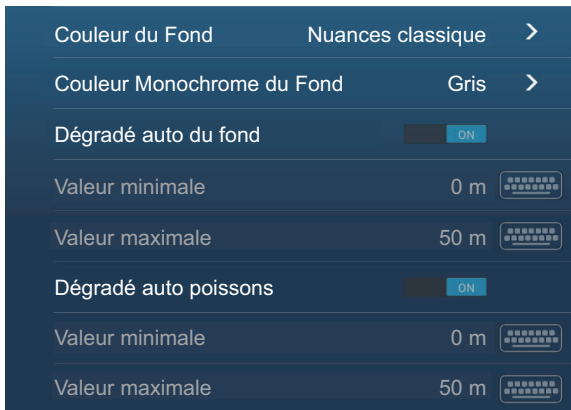 Couleur du Fond Nuances classique
Couleur Monochrome du Fond Gris
Dégradé auto du fond ON
Valeur minimale 0 m
Valeur maximale 50 m
Dégradé auto poissons ON
Valeur minimale 0 m
Valeur maximale 50 m